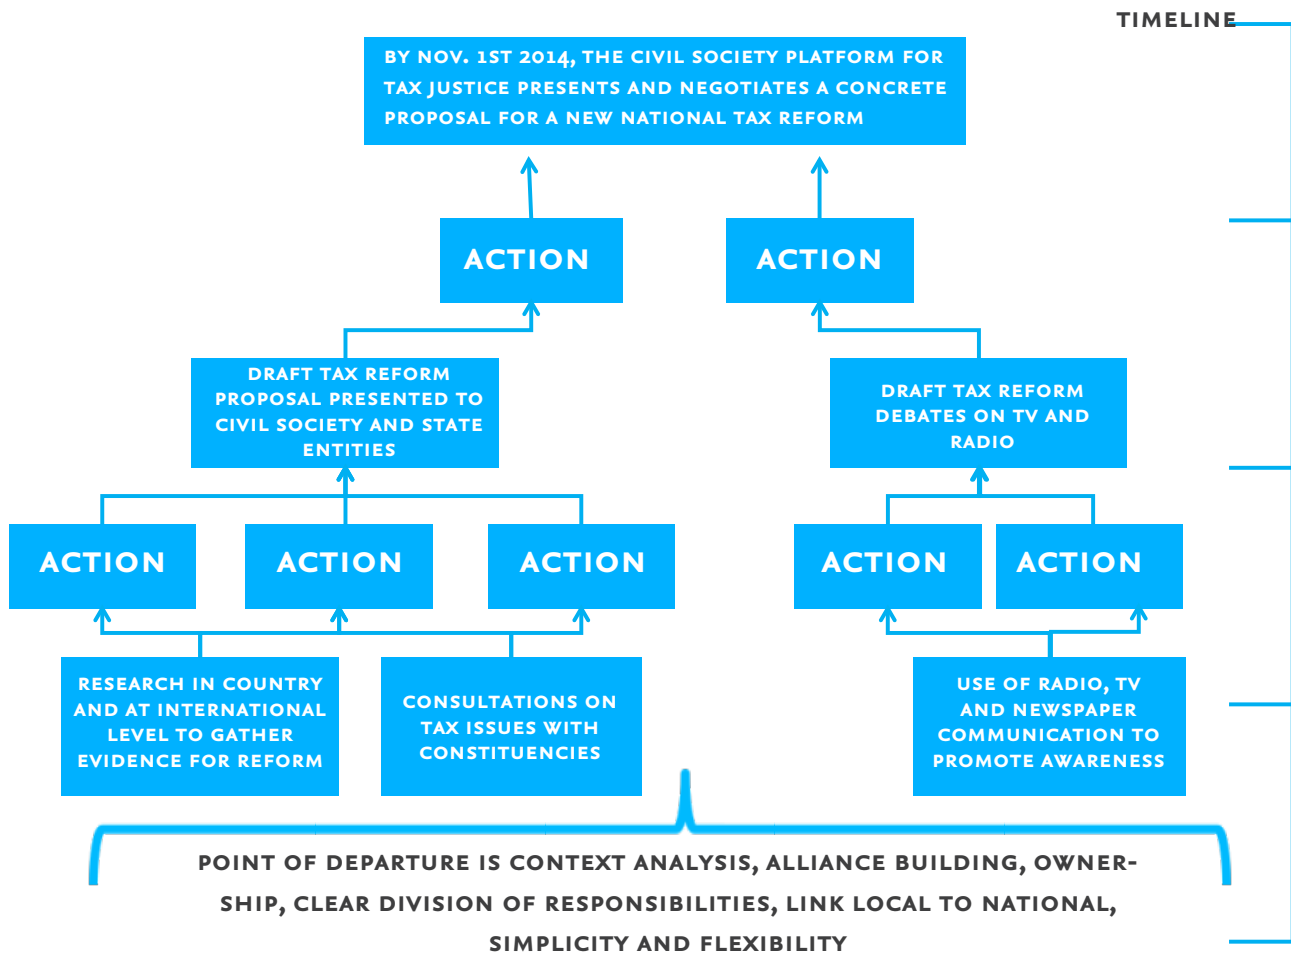 TIMELINE
BY NOV. 1ST 2014, THE CIVIL SOCIETY PLATFORM FOR
TAX JUSTICE PRESENTS AND NEGOTIATES A CONCRETE
PROPOSAL FOR A NEW NATIONAL TAX REFORM
ACTION
ACTION
DRAFT TAX REFORM
PROPOSAL PRESENTED TO
CIVIL SOCIETY AND STATE
ENTITIES
DRAFT TAX REFORM
DEBATES ON TV AND
RADIO
ACTION
ACTION
ACTION
ACTION
ACTION
RESEARCH IN COUNTRY
AND AT INTERNATIONAL
LEVEL TO GATHER
EVIDENCE FOR REFORM
CONSULTATIONS ON
TAX ISSUES WITH
CONSTITUENCIES
USE OF RADIO, TV
AND NEWSPAPER
COMMUNICATION TO
PROMOTE AWARENESS
POINT OF DEPARTURE IS CONTEXT ANALYSIS, ALLIANCE BUILDING, OWNER-
SHIP, CLEAR DIVISION OF RESPONSIBILITIES, LINK LOCAL TO NATIONAL,
SIMPLICITY AND FLEXIBILITY